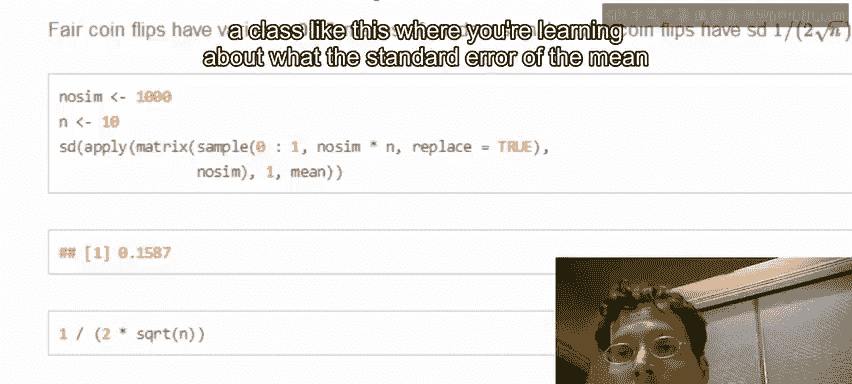 Fair coin flips have
a class like this where you're learning
coin flips have sd 1/(2√n)
about what the standard error of the mean
nosim <- 1000
n <- 10
sd(apply(matrix(sample(0 : 1, nosim * n, replace = TRUE),
nosim), 1, mean))
## [1] 0.1587
1 / (2 * sqrt(n))